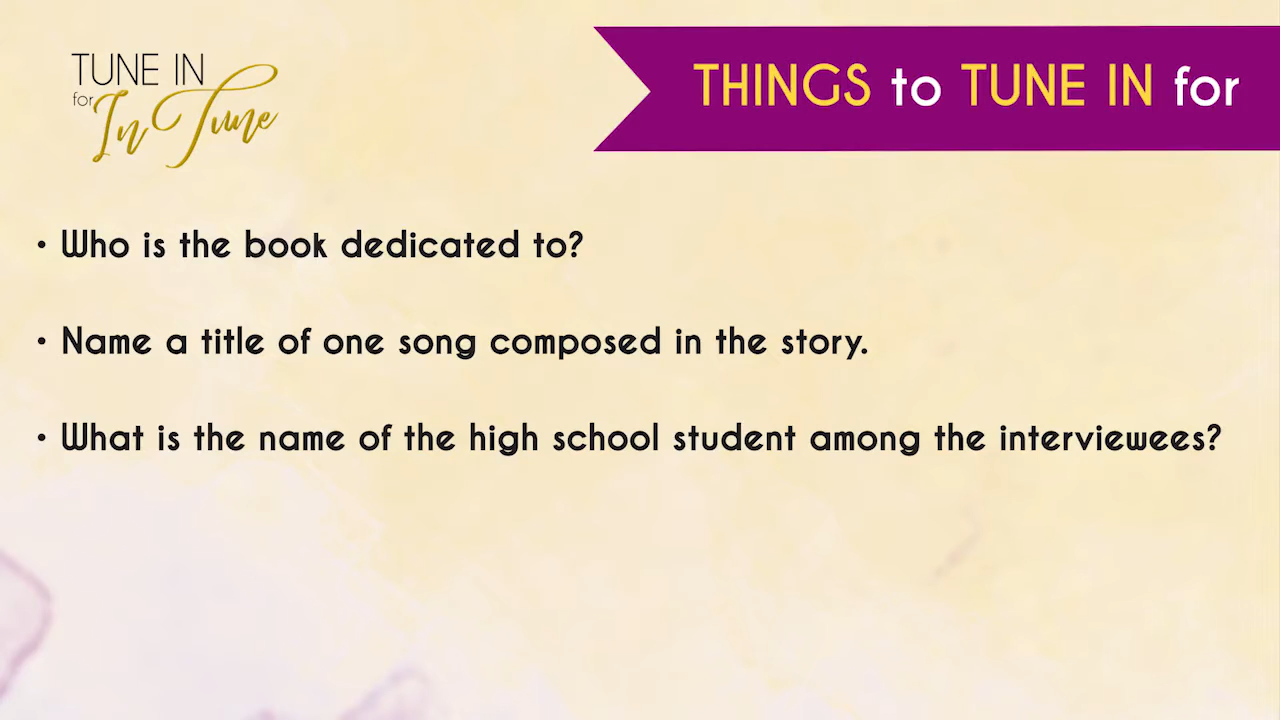 TUNE IN
for In Tune
THINGS to TUNE IN for
• Who is the book dedicated to?
• Name a title of one song composed in the story.
• What is the name of the high school student among the interviewees?